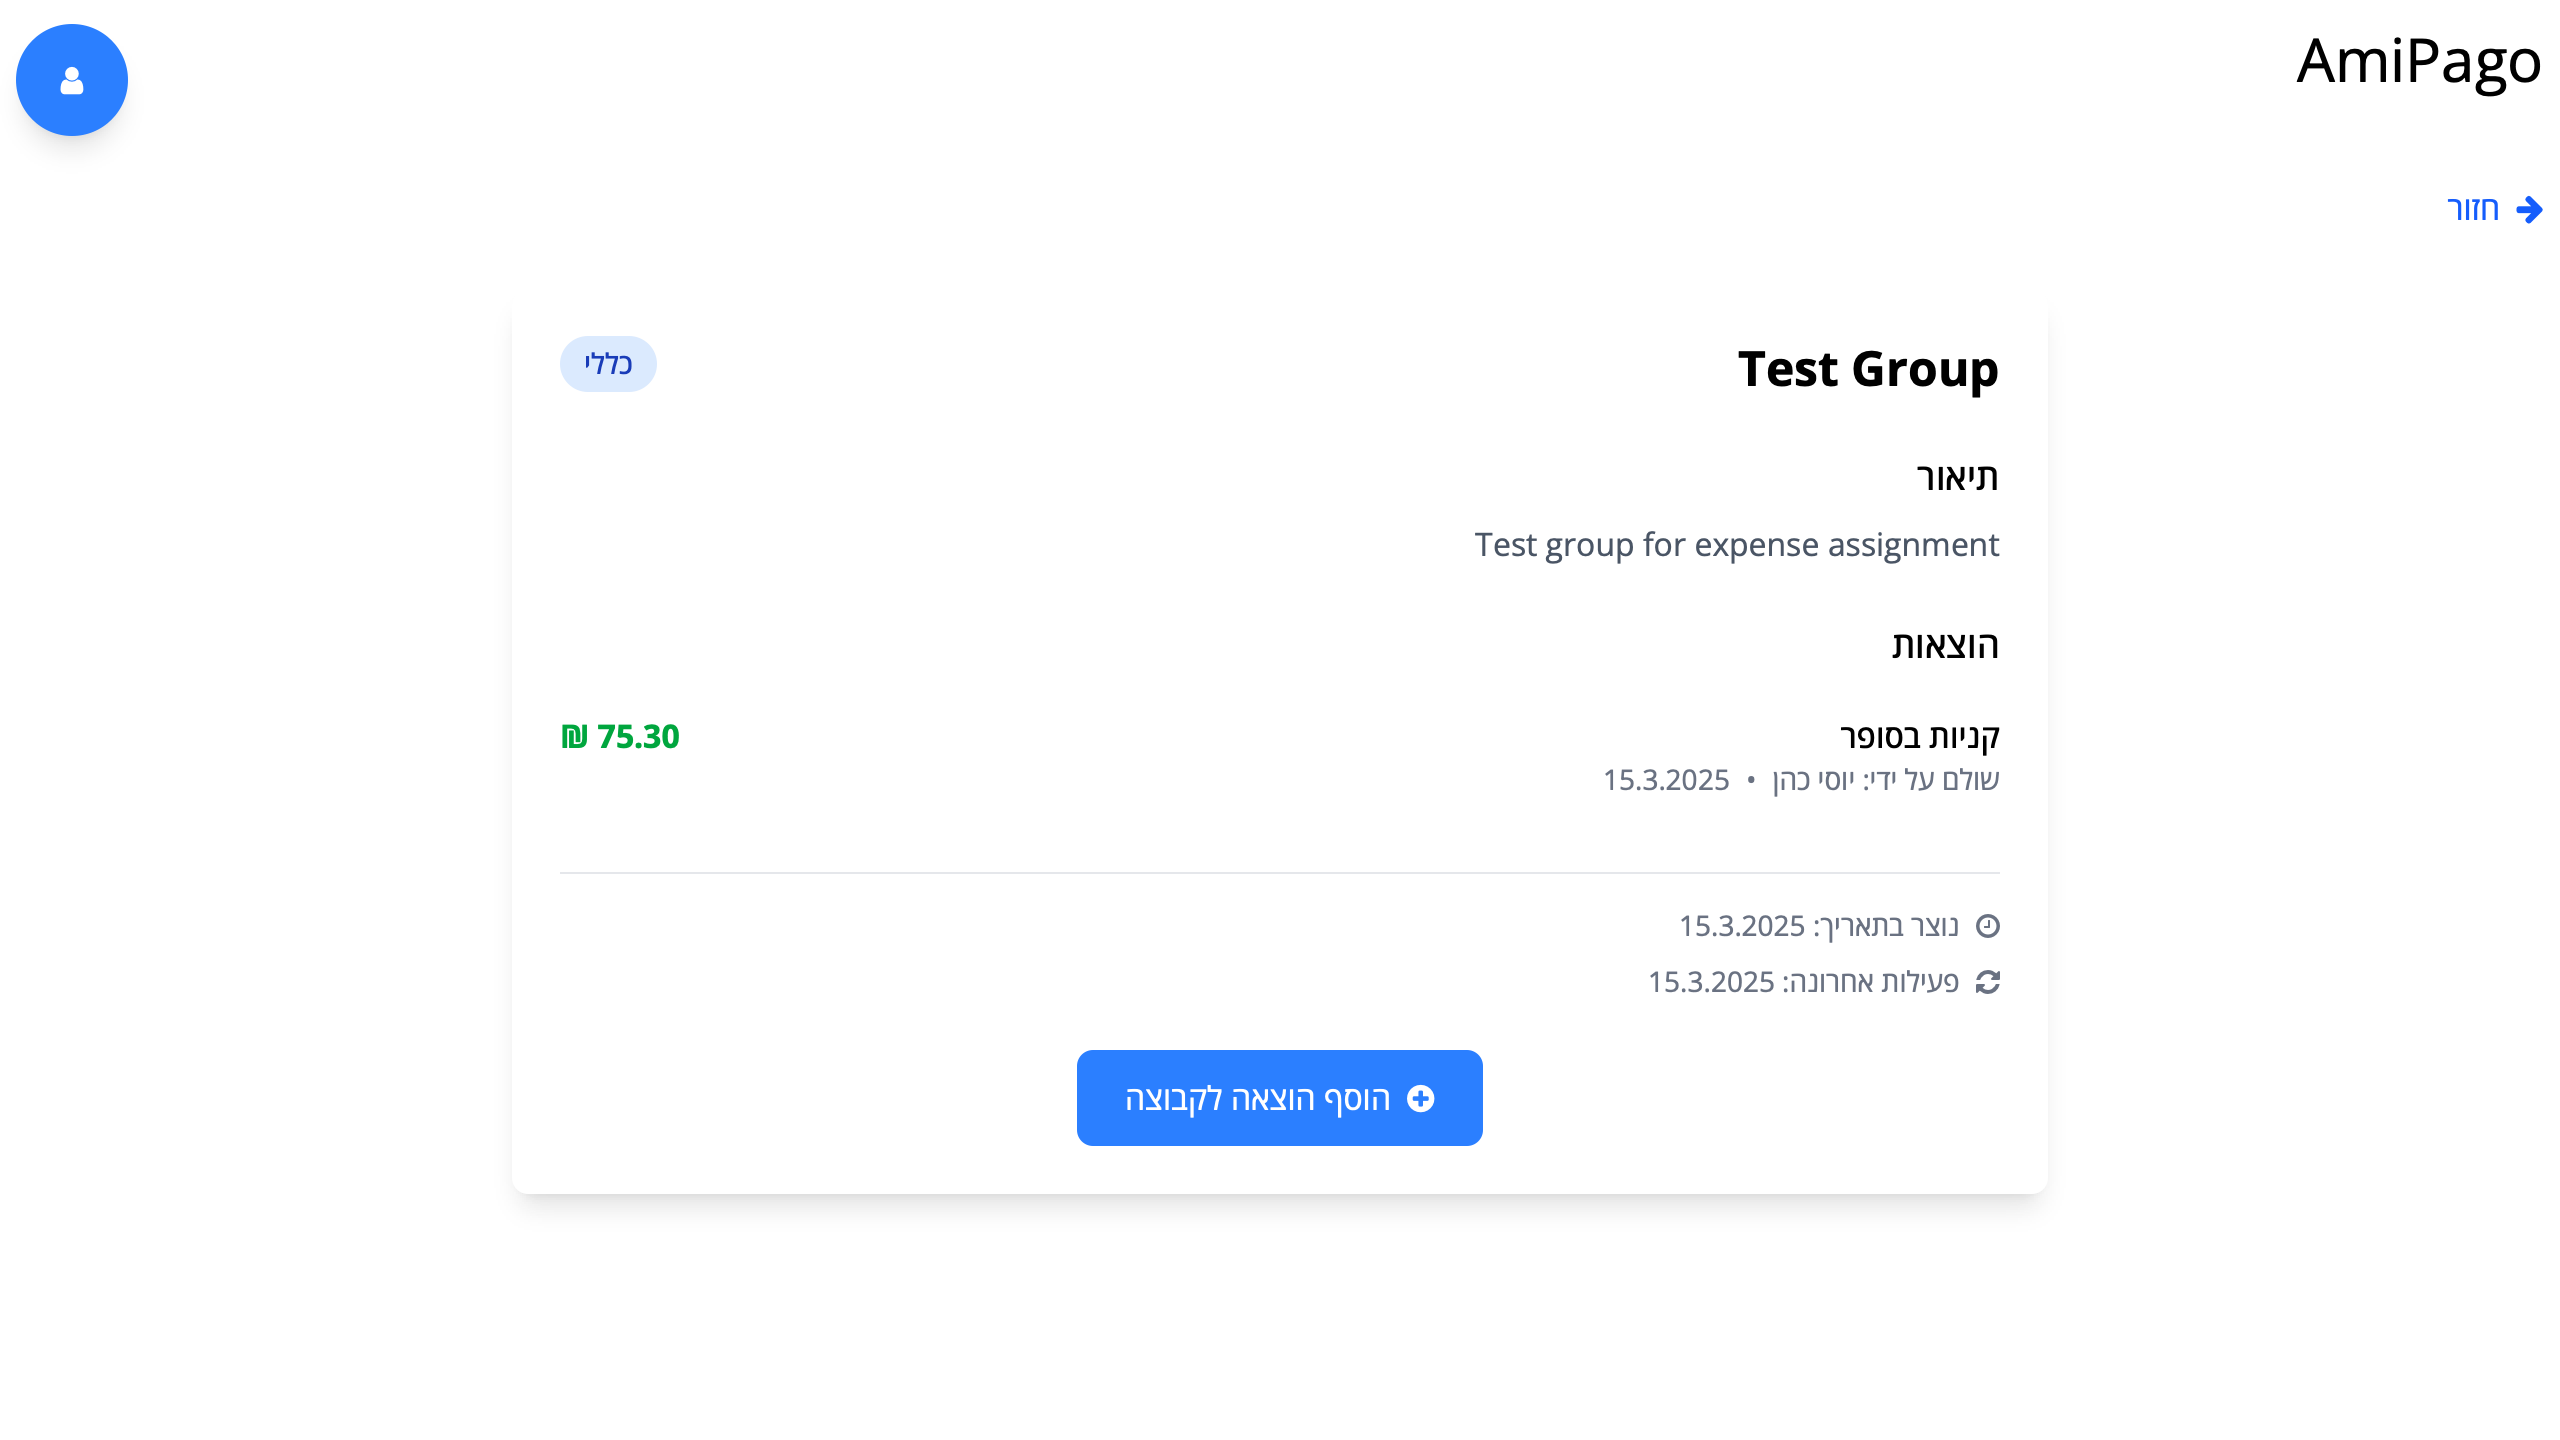 AmiPago
חזור
Test Group
כללי
תיאור
Test group for expense assignment
הוצאות
קניות בסופר
75.30 ₪
שולם על ידי: יוסי כהן • 15.3.2025
נוצר בתאריך: 15.3.2025
פעילות אחרונה: 15.3.2025
הוסף הוצאה לקבוצה